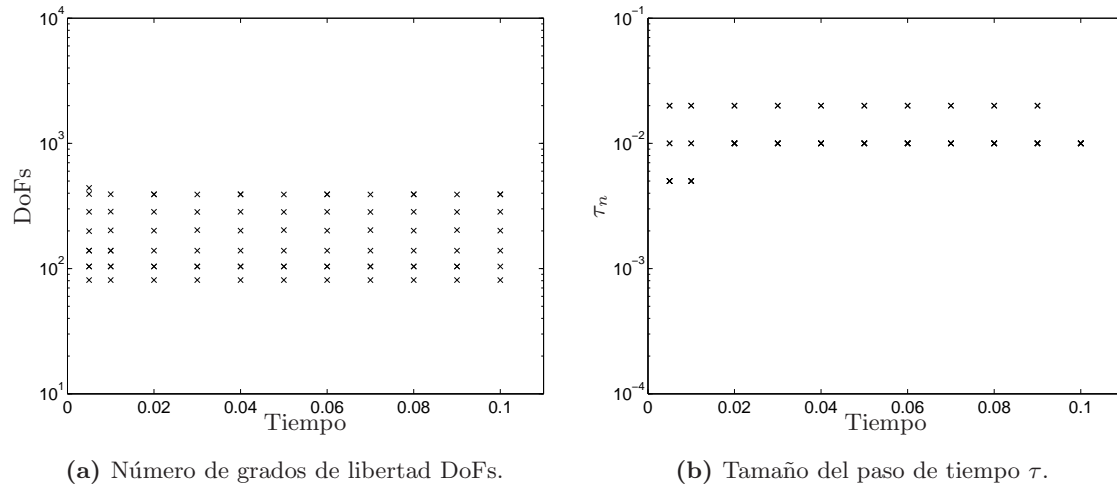 10^4
10^3
10^2
10^1
DoFs
0 0.02 0.04 0.06 0.08 0.1
Tiempo
(a) Número de grados de libertad DoFs.
10^{-1}
10^{-2}
10^{-3}
10^{-4}
τ_n
0 0.02 0.04 0.06 0.08 0.1
Tiempo
(b) Tamaño del paso de tiempo τ.